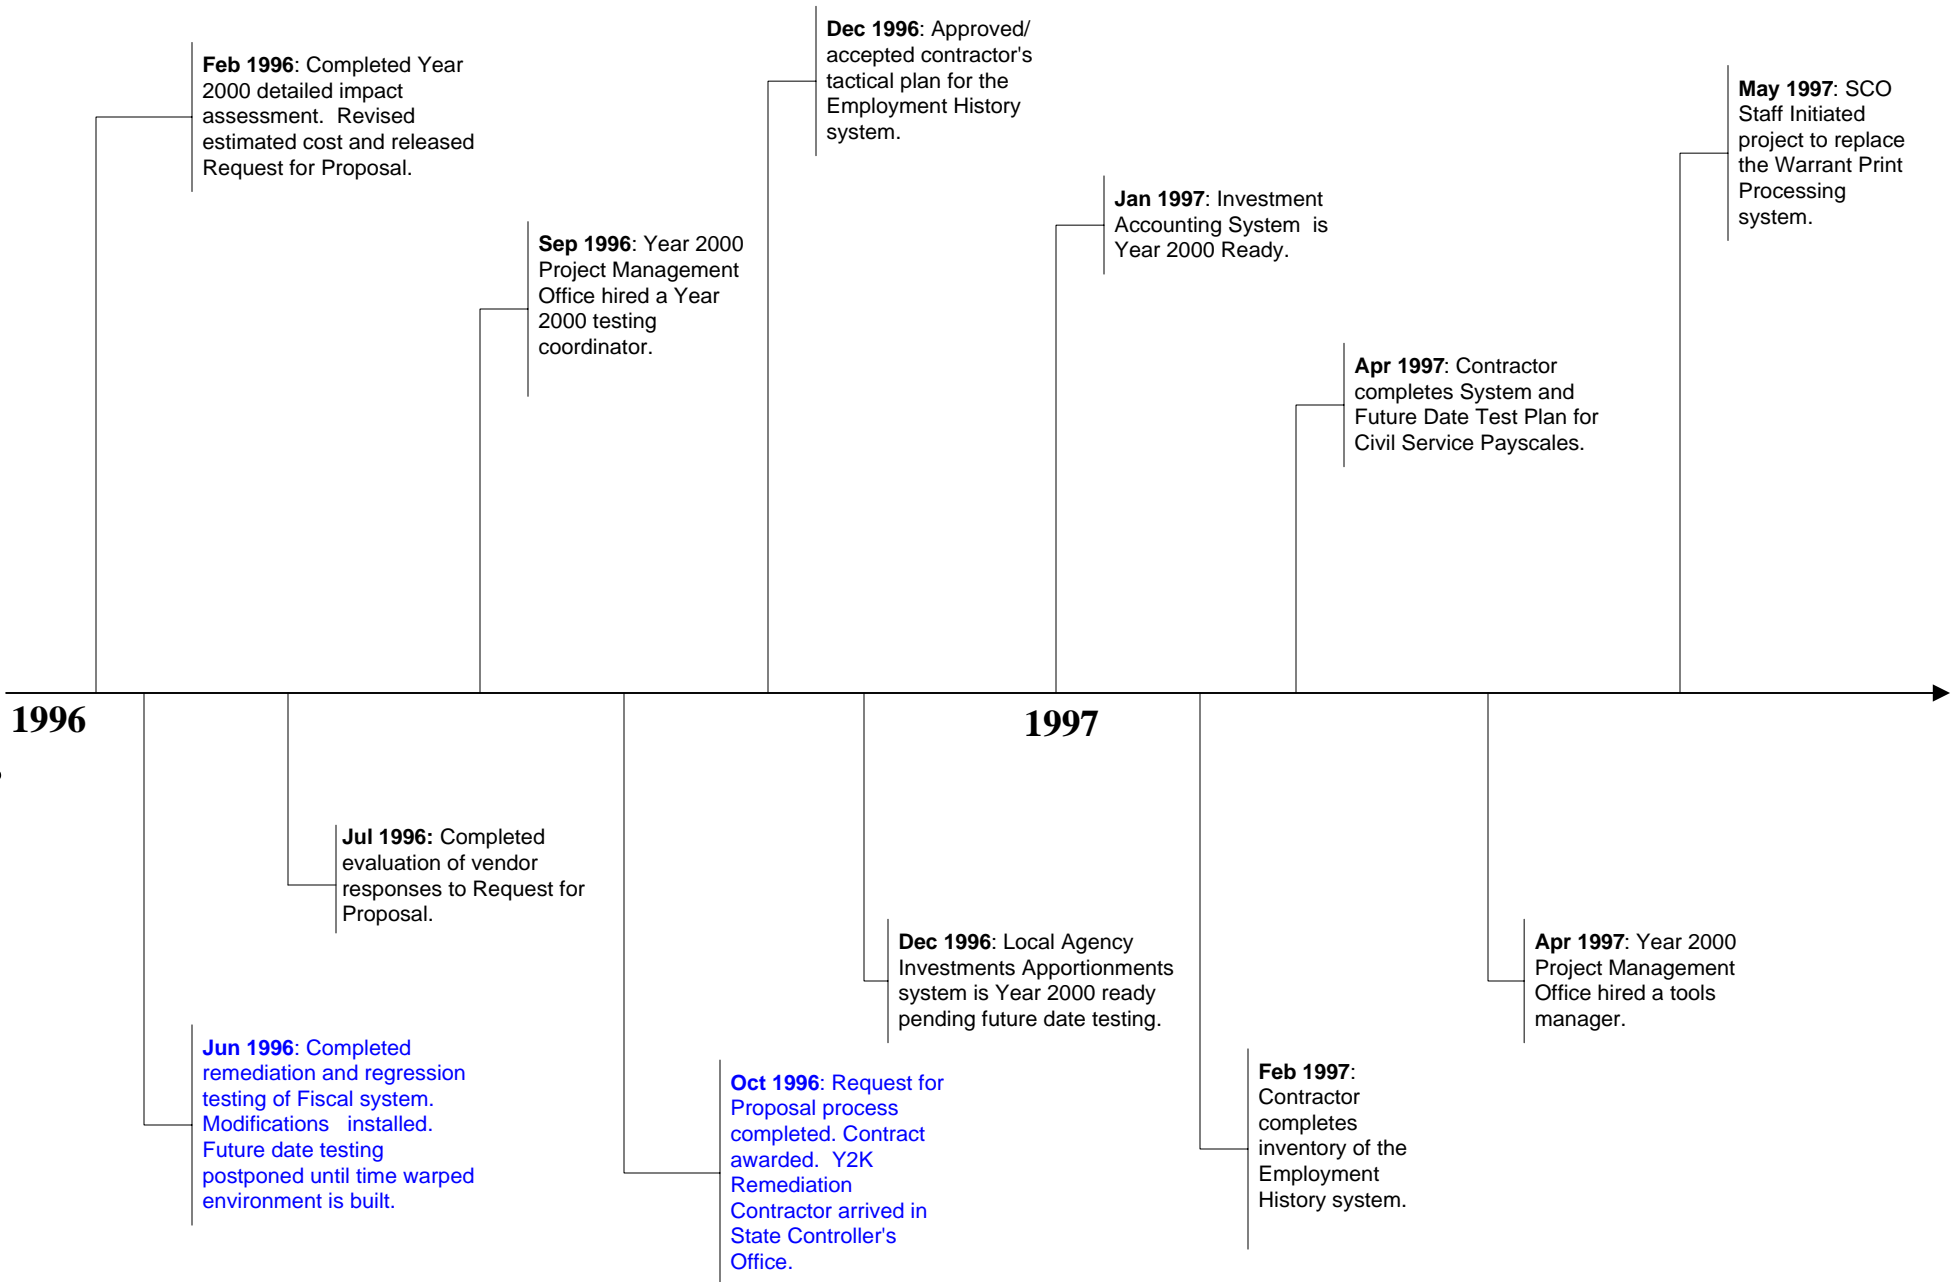 Feb 1996: Completed Year
2000 detailed impact
assessment. Revised
estimated cost and released
Request for Proposal.
Sep 1996: Year 2000
Project Management
Office hired a Year
2000 testing
coordinator.
Dec 1996: Approved/
accepted contractor's
tactical plan for the
Employment History
system.
Jan 1997: Investment
Accounting System is
Year 2000 Ready.
Apr 1997: Contractor
completes System and
Future Date Test Plan for
Civil Service Payscales.
May 1997: SCO
Staff Initiated
project to replace
the Warrant Print
Processing
system.
1996
1997
Jun 1996: Completed
remediation and regression
testing of Fiscal system.
Modifications installed.
Future date testing
postponed until time warped
environment is built.
Jul 1996: Completed
evaluation of vendor
responses to Request for
Proposal.
Oct 1996: Request for
Proposal process
completed. Contract
awarded. Y2K
Remediation
Contractor arrived in
State Controller's
Office.
Dec 1996: Local Agency
Investments Apportionments
system is Year 2000 ready
pending future date testing.
Feb 1997:
Contractor
completes
inventory of the
Employment
History system.
Apr 1997: Year 2000
Project Management
Office hired a tools
manager.